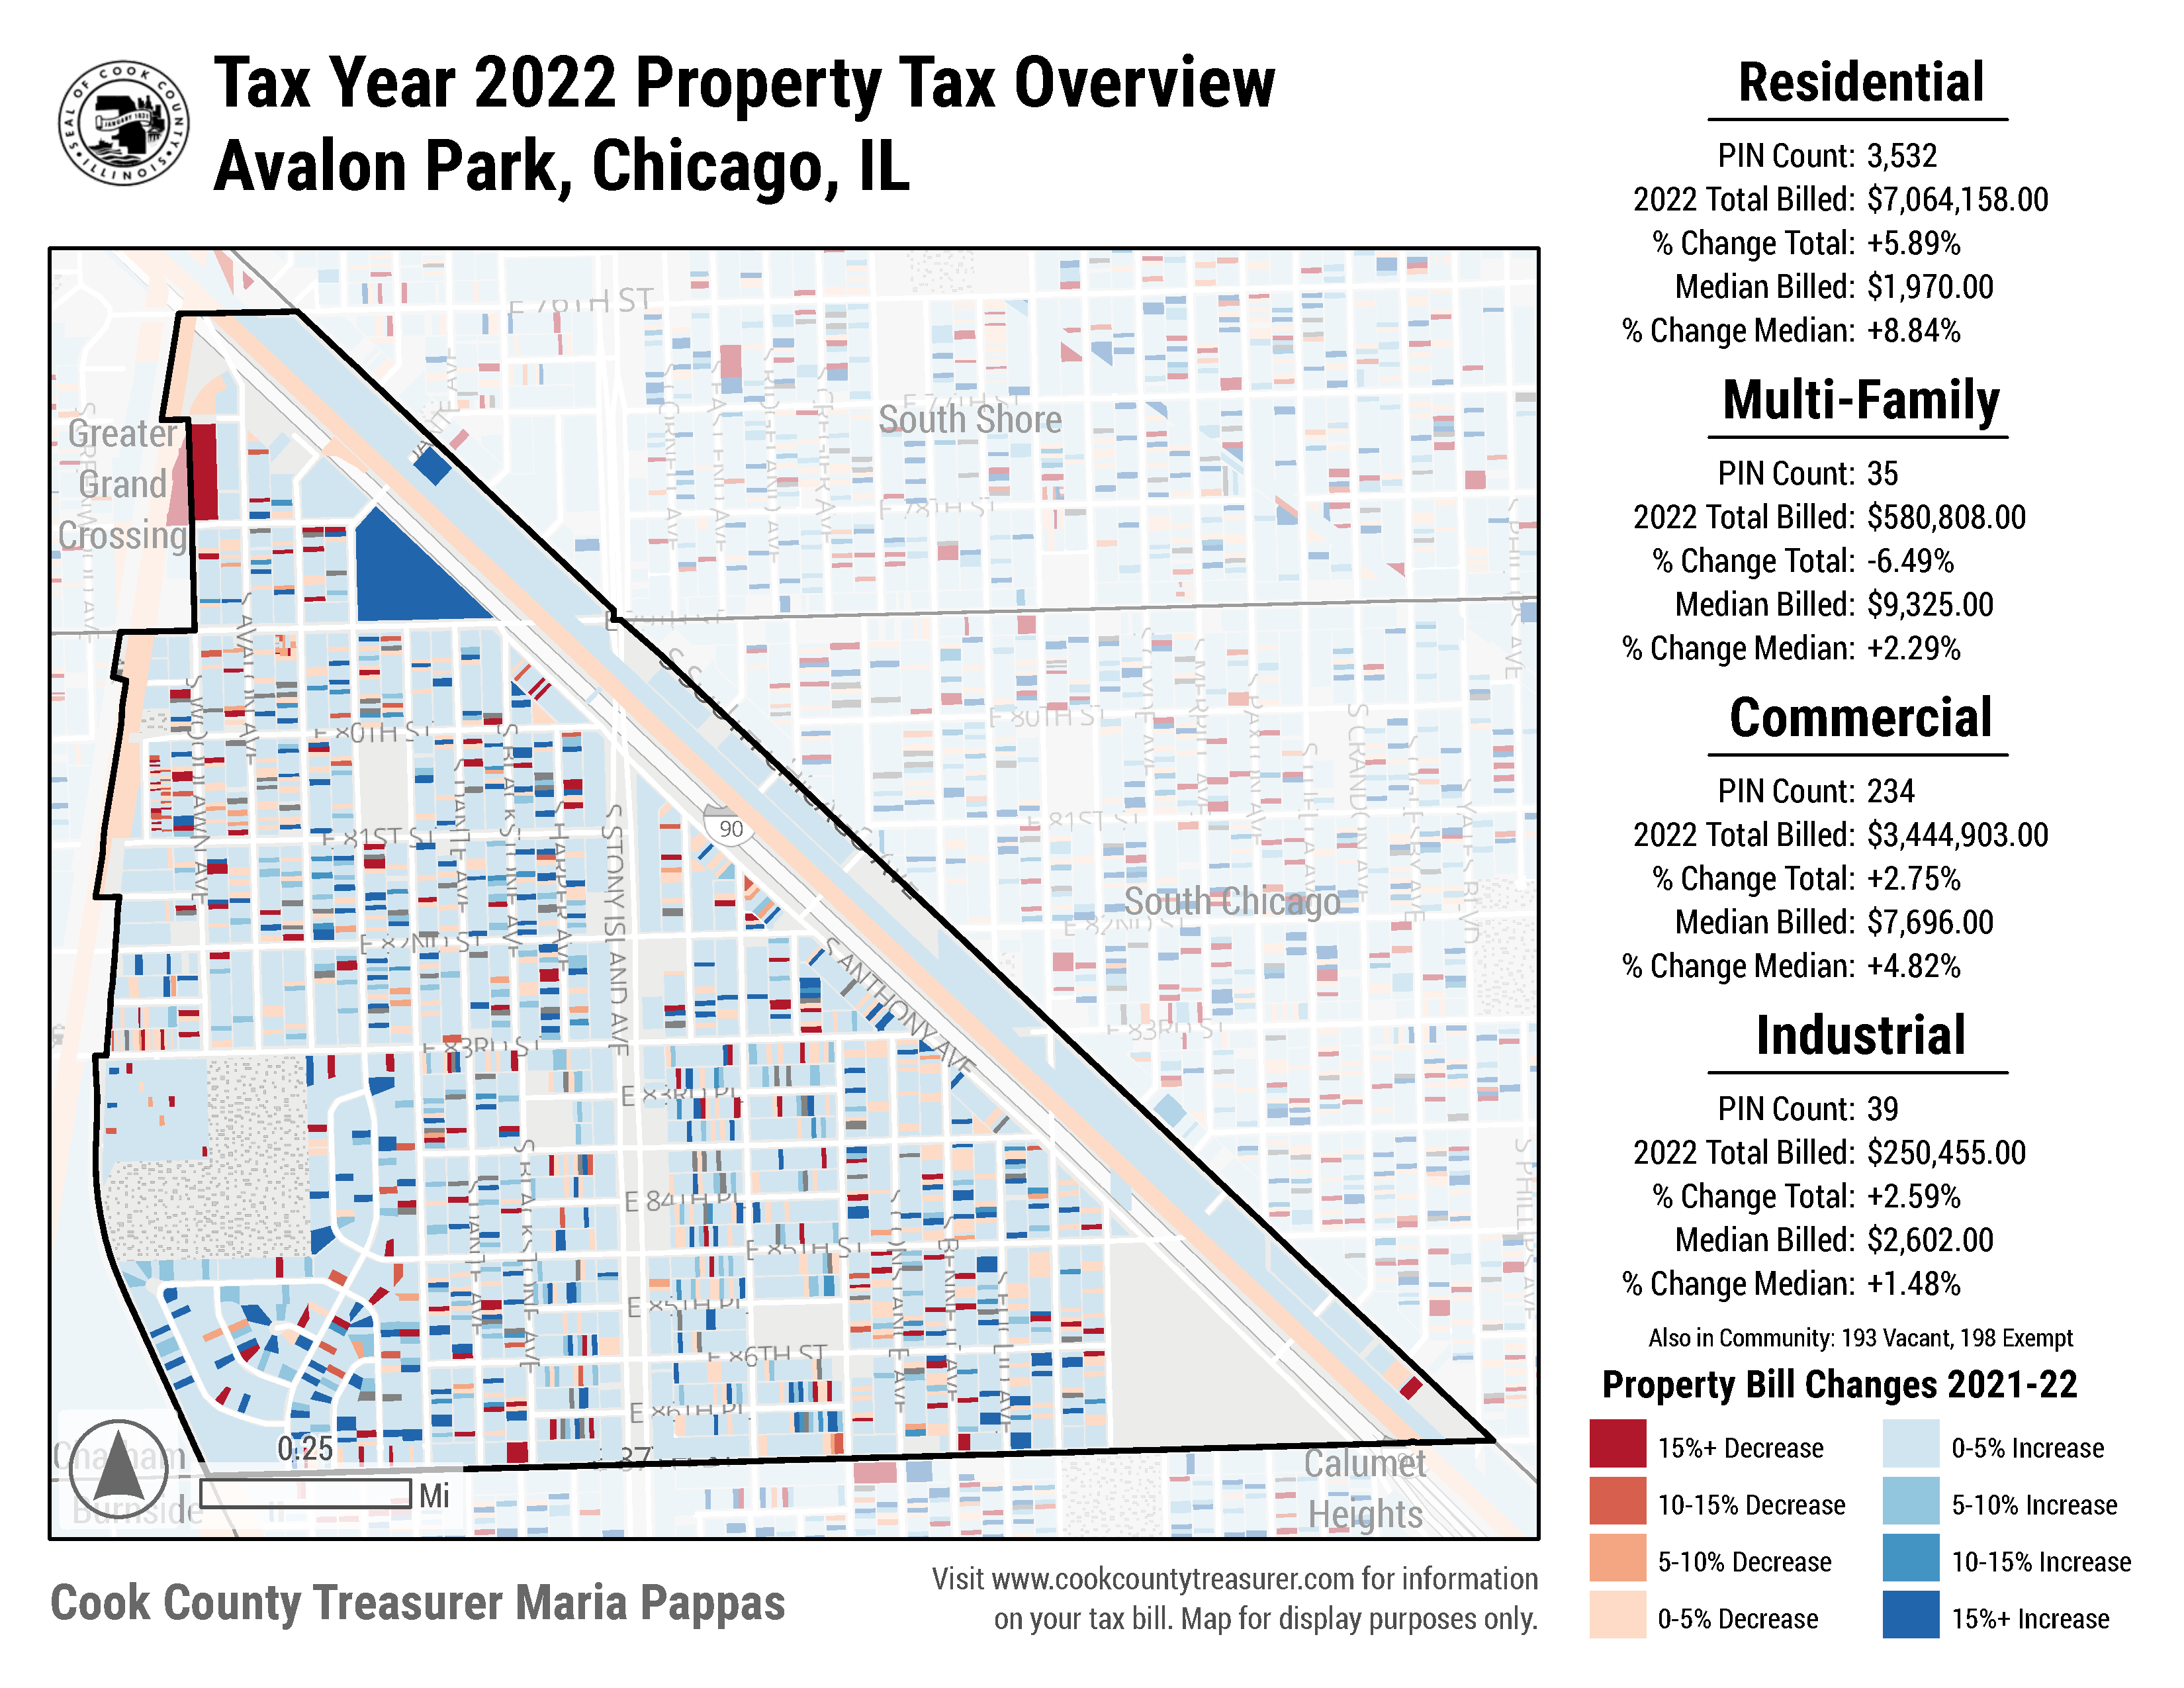 Tax Year 2022 Property Tax Overview
Avalon Park, Chicago, IL
SEAL OF COOK COUNTY
ILLINOIS
JANUARY 1831
Residential
PIN Count: 3,532
2022 Total Billed: $7,064,158.00
% Change Total: +5.89%
Median Billed: $1,970.00
% Change Median: +8.84%
Multi-Family
PIN Count: 35
2022 Total Billed: $580,808.00
% Change Total: -6.49%
Median Billed: $9,325.00
% Change Median: +2.29%
Commercial
PIN Count: 234
2022 Total Billed: $3,444,903.00
% Change Total: +2.75%
Median Billed: $7,696.00
% Change Median: +4.82%
Industrial
PIN Count: 39
2022 Total Billed: $250,455.00
% Change Total: +2.59%
Median Billed: $2,602.00
% Change Median: +1.48%
Also in Community: 193 Vacant, 198 Exempt
Property Bill Changes 2021-22
15%+ Decrease
10-15% Decrease
5-10% Decrease
0-5% Decrease
0-5% Increase
5-10% Increase
10-15% Increase
15%+ Increase
E 76TH ST
Greater
Grand
Crossing
South Shore
E 78TH ST
E 80TH ST
E 80TH ST
E 81ST ST
E 81ST ST
90
South Chicago
E 82ND ST
E 82ND ST
S STONY ISLAND AVE
S ANTHONY AVE
S WOODLAWN AVE
S AVALON AVE
S BLACKSTONE AVE
S HARPER AVE
E 83RD ST
E 83RD ST
E 83RD PL
E 84TH PL
E 85TH ST
E 85TH PL
E 86TH ST
E 86TH PL
S BLACKSTONE AVE
S CONSTANCE AVE
S BENNETT AVE
S YATES BLVD
S PHILLIPS AVE
Chatham
Burnside
0.25
Mi
Calumet
Heights
Cook County Treasurer Maria Pappas
Visit www.cookcountytreasurer.com for information
on your tax bill. Map for display purposes only.